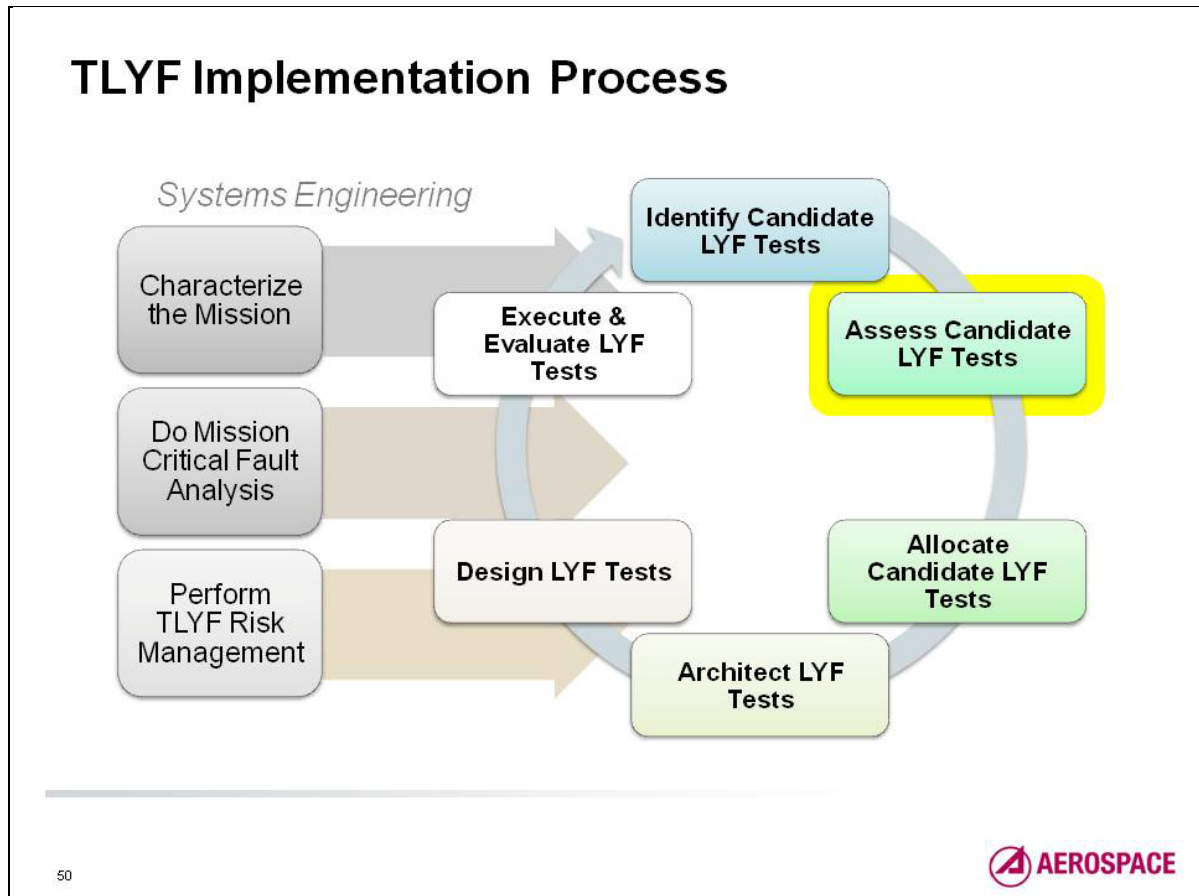 TLYF Implementation Process
Systems Engineering
Characterize
the Mission
Do Mission
Critical Fault
Analysis
Perform
TLYF Risk
Management
Identify Candidate
LYF Tests
Assess Candidate
LYF Tests
Allocate
Candidate LYF
Tests
Architect LYF
Tests
Design LYF Tests
Execute &
Evaluate LYF
Tests
50
AEROSPACE